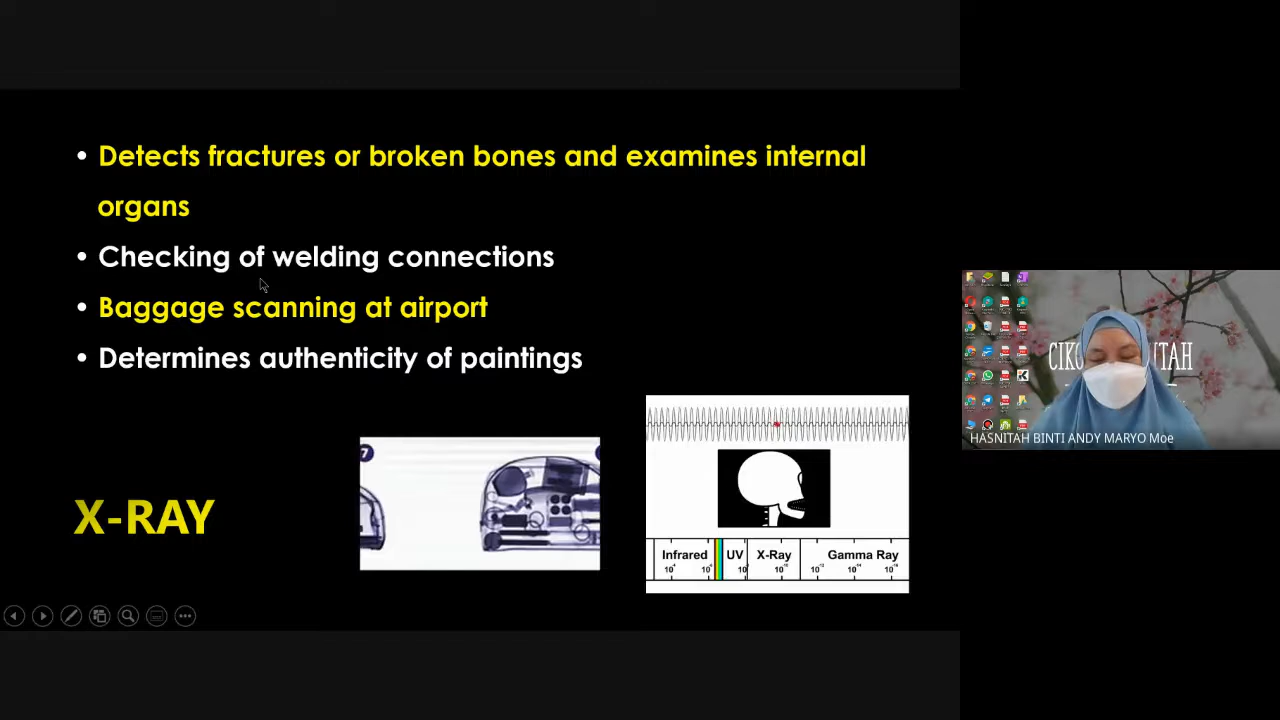 • Detects fractures or broken bones and examines internal
organs
• Checking of welding connections
• Baggage scanning at airport
• Determines authenticity of paintings
X-RAY
7
Infrared UV X-Ray Gamma Ray
HASNITAH BINTI ANDY MARYO Moe